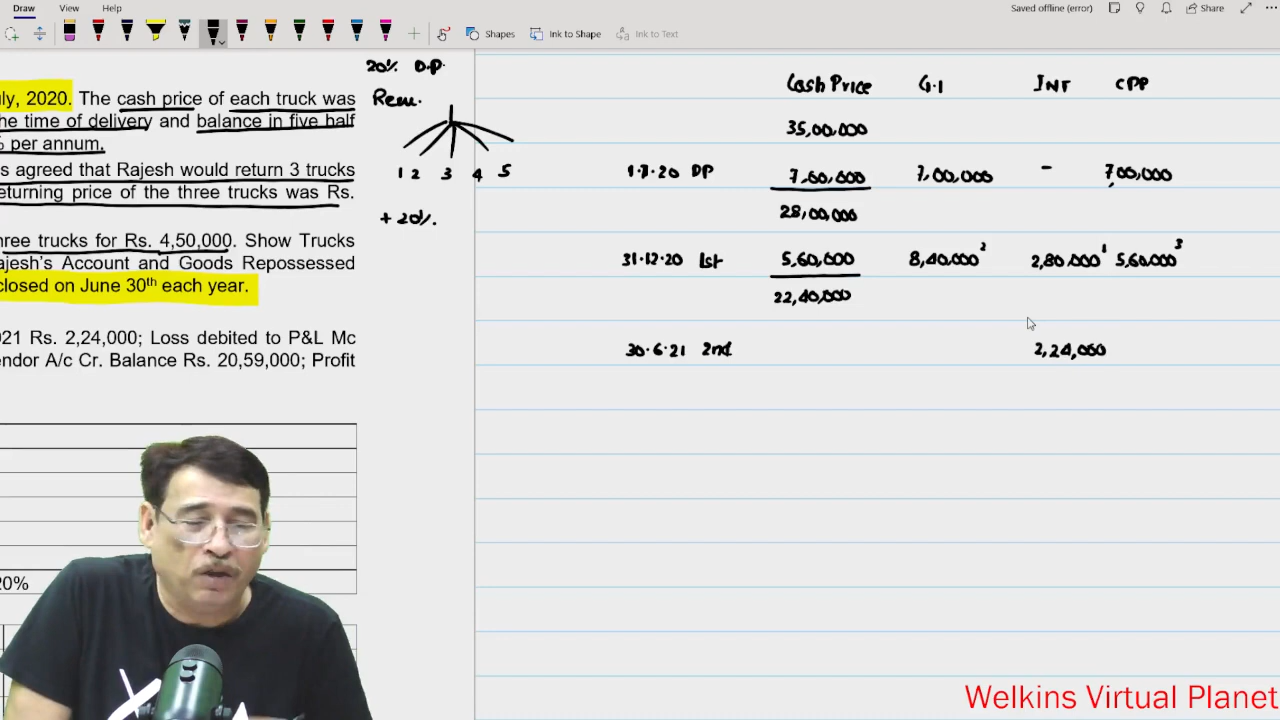 Draw View Help Saved offline (error) Share
Shapes Ink to Shape Ink to Text
20% D.P.
Rem.
1 2 3 4 5
+ 20%.
uly, 2020. The cash price of each truck was
he time of delivery and balance in five half
% per annum.
s agreed that Rajesh would return 3 trucks
eturning price of the three trucks was Rs.
hree trucks for Rs. 4,50,000. Show Trucks
ajesh's Account and Goods Repossessed
closed on June 30th each year.
021 Rs. 2,24,000; Loss debited to P&L Mc
endor A/c Cr. Balance Rs. 20,59,000; Profit
20%
Cash Price G.I INT CPP
35,00,000
1.7.20 DP 7,00,000 7,00,000 - 7,00,000
28,00,000
31.12.20 1st 5,60,000 8,40,000² 2,80,000¹ 5,60,000³
22,40,000
30.6.21 2nd 2,24,000
Welkins Virtual Planet